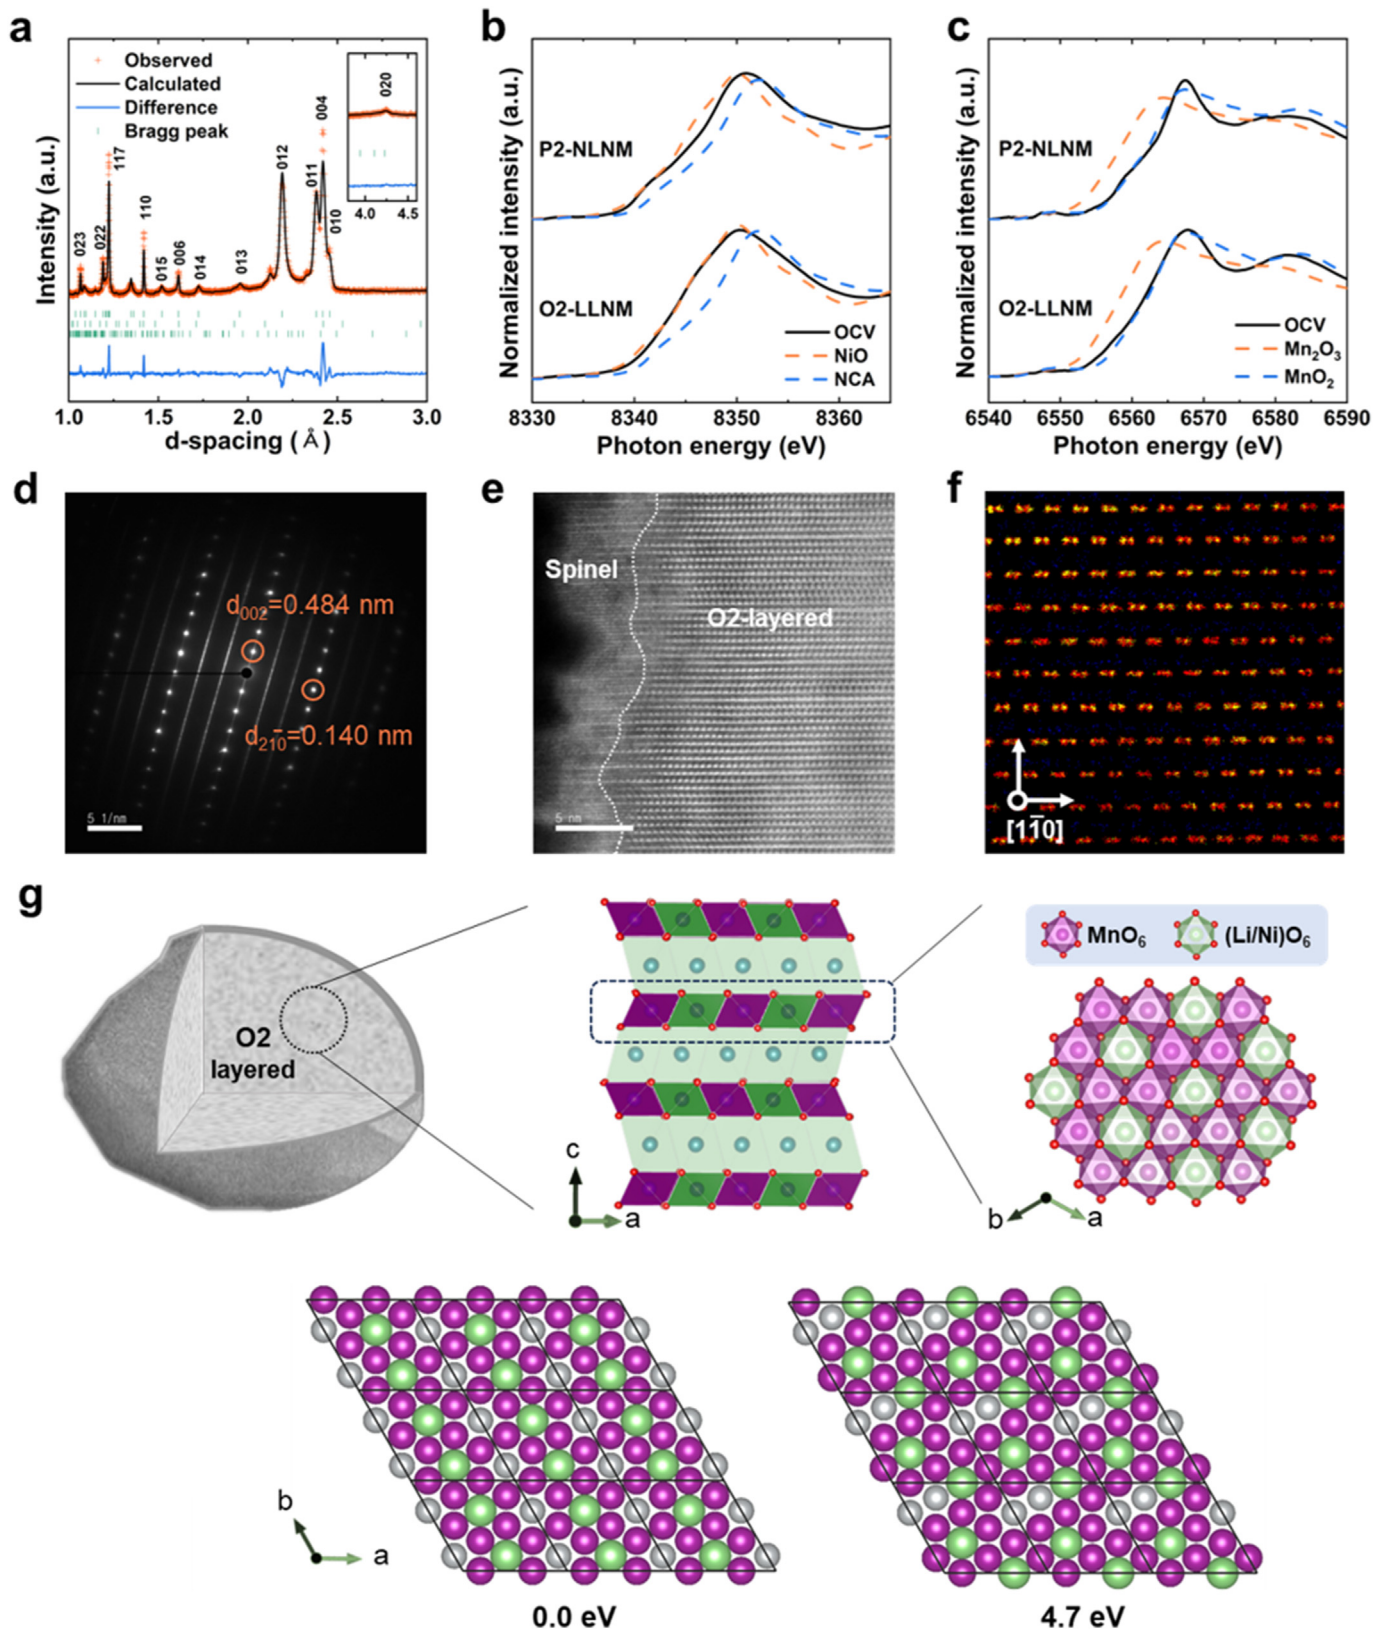 a
Observed
Calculated
Difference
Bragg peak
020
4.0 4.5
023
022
117
110
015
006
014
013
012
011
004
010
Intensity (a.u.)
1.0 1.5 2.0 2.5 3.0
d-spacing ( Å )
b
P2-NLNM
O2-LLNM
OCV
NiO
NCA
Normalized intensity (a.u.)
8330 8340 8350 8360
Photon energy (eV)
c
P2-NLNM
O2-LLNM
OCV
Mn₂O₃
MnO₂
Normalized intensity (a.u.)
6540 6550 6560 6570 6580 6590
Photon energy (eV)
d
d₀₀₂=0.484 nm
d₂₁̅₀=0.140 nm
5 1/nm
e
Spinel
O2-layered
5 nm
f
[11̅0]
g
O2
layered
c
a
MnO₆
(Li/Ni)O₆
b
a
b
a
0.0 eV
4.7 eV